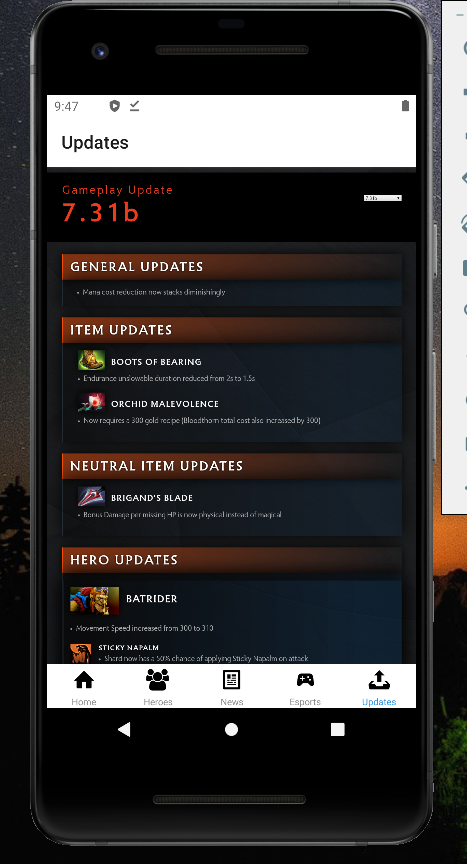 9:47
Updates
Gameplay Update
7.31b
7.31b
GENERAL UPDATES
• Mana cost reduction now stacks diminishingly
ITEM UPDATES
BOOTS OF BEARING
• Endurance unslowable duration reduced from 2s to 1.5s
ORCHID MALEVOLENCE
• Now requires a 300 gold recipe (Bloodthorn total cost also increased by 300)
NEUTRAL ITEM UPDATES
BRIGAND'S BLADE
• Bonus Damage per missing HP is now physical instead of magical
HERO UPDATES
BATRIDER
• Movement Speed increased from 300 to 310
STICKY NAPALM
• Shard now has a 50% chance of applying Sticky Napalm on attack
Home Heroes News Esports Updates